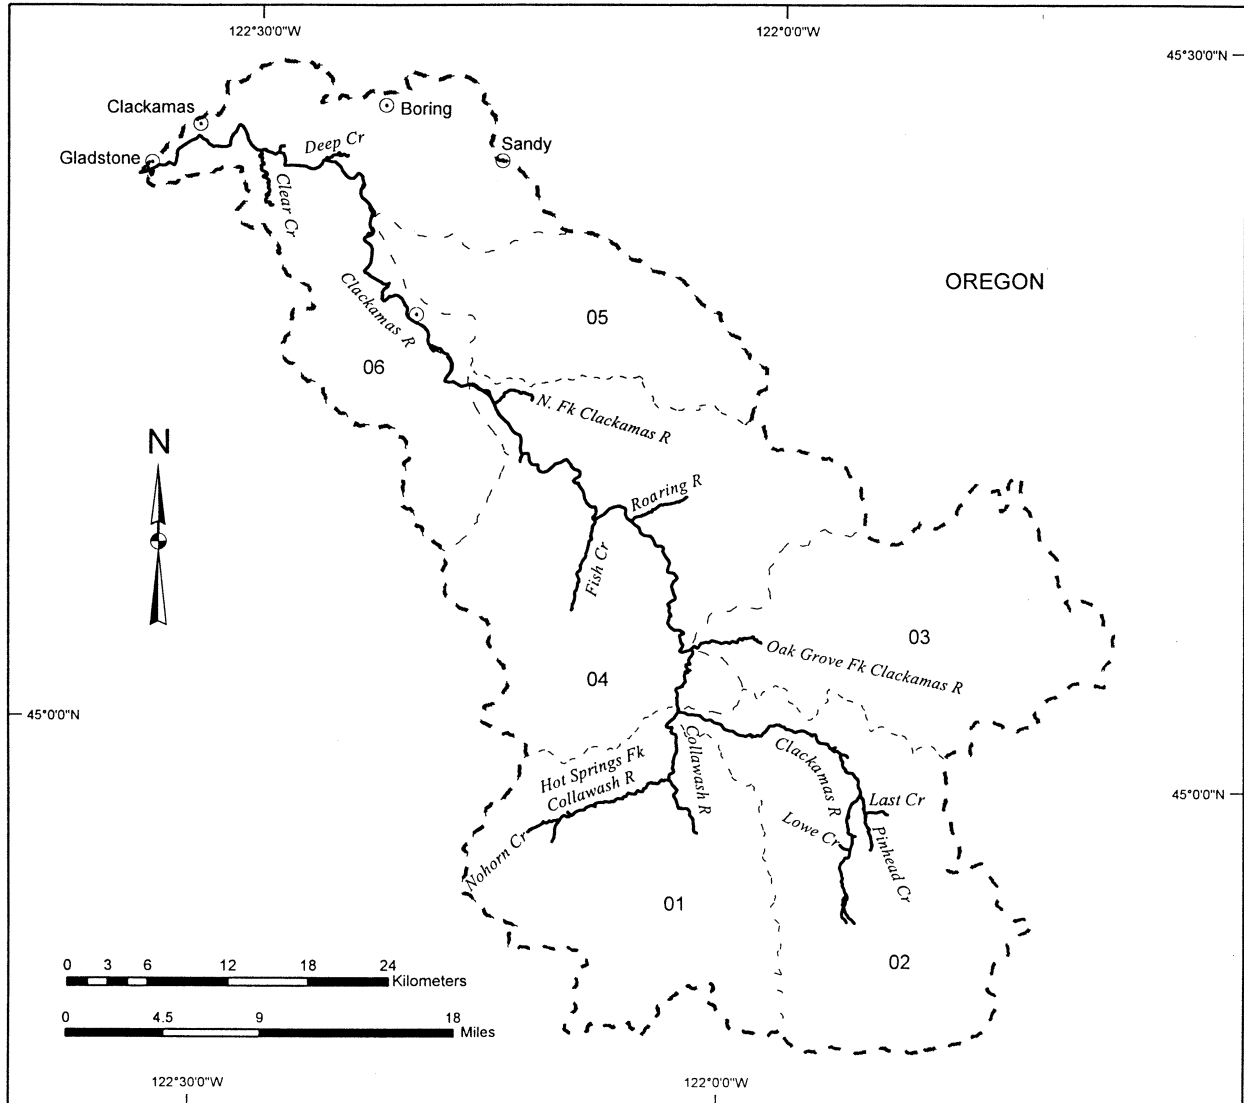 122°30'0"W
122°0'0"W
45°30'0"N
Clackamas
Boring
Deep Cr
Sandy
Gladstone
Clear Cr
OREGON
Clackamas R
05
06
N. Fk Clackamas R
N
Roaring R
Fish Cr
03
Oak Grove Fk Clackamas R
04
45°0'0"N
Collawash R
Clackamas R
Hot Springs Fk
Collawash R
45°0'0"N
Last Cr
Lowe Cr
Pinhead Cr
Nohorn Cr
01
02
0 3 6 12 18 24
Kilometers
0 4.5 9 18
Miles
122°30'0"W
122°0'0"W